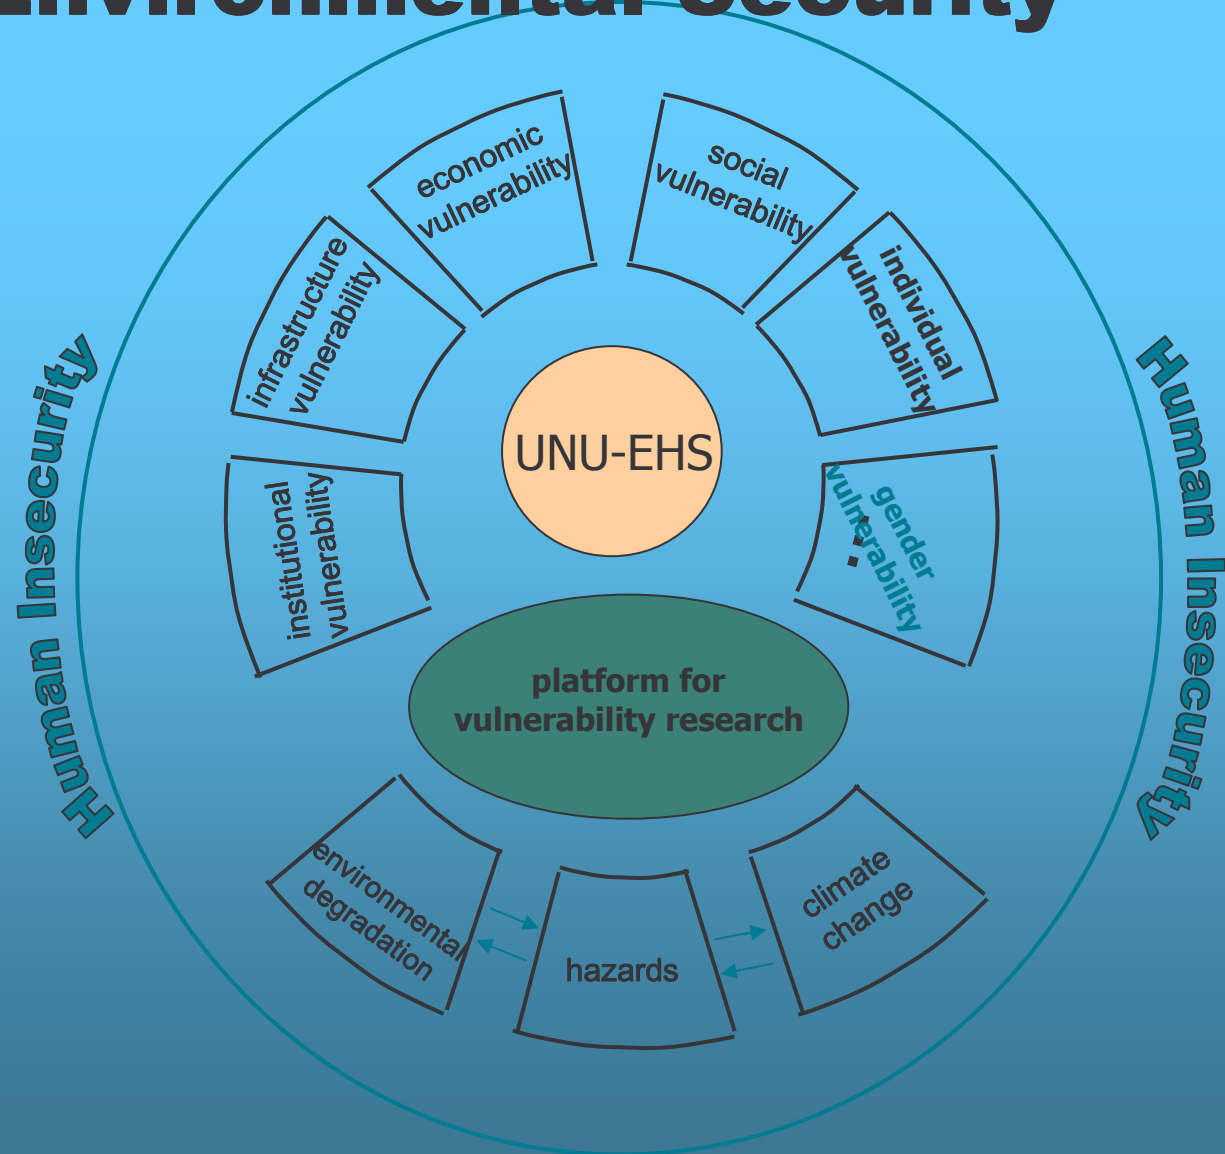 Environmental Security
economic
vulnerability
social
vulnerability
infrastructure
vulnerability
individual
vulnerability
Human Insecurity
Human Insecurity
UNU-EHS
institutional
vulnerability
gender
vulnerability
platform for
vulnerability research
environmental
degradation
hazards
climate
change